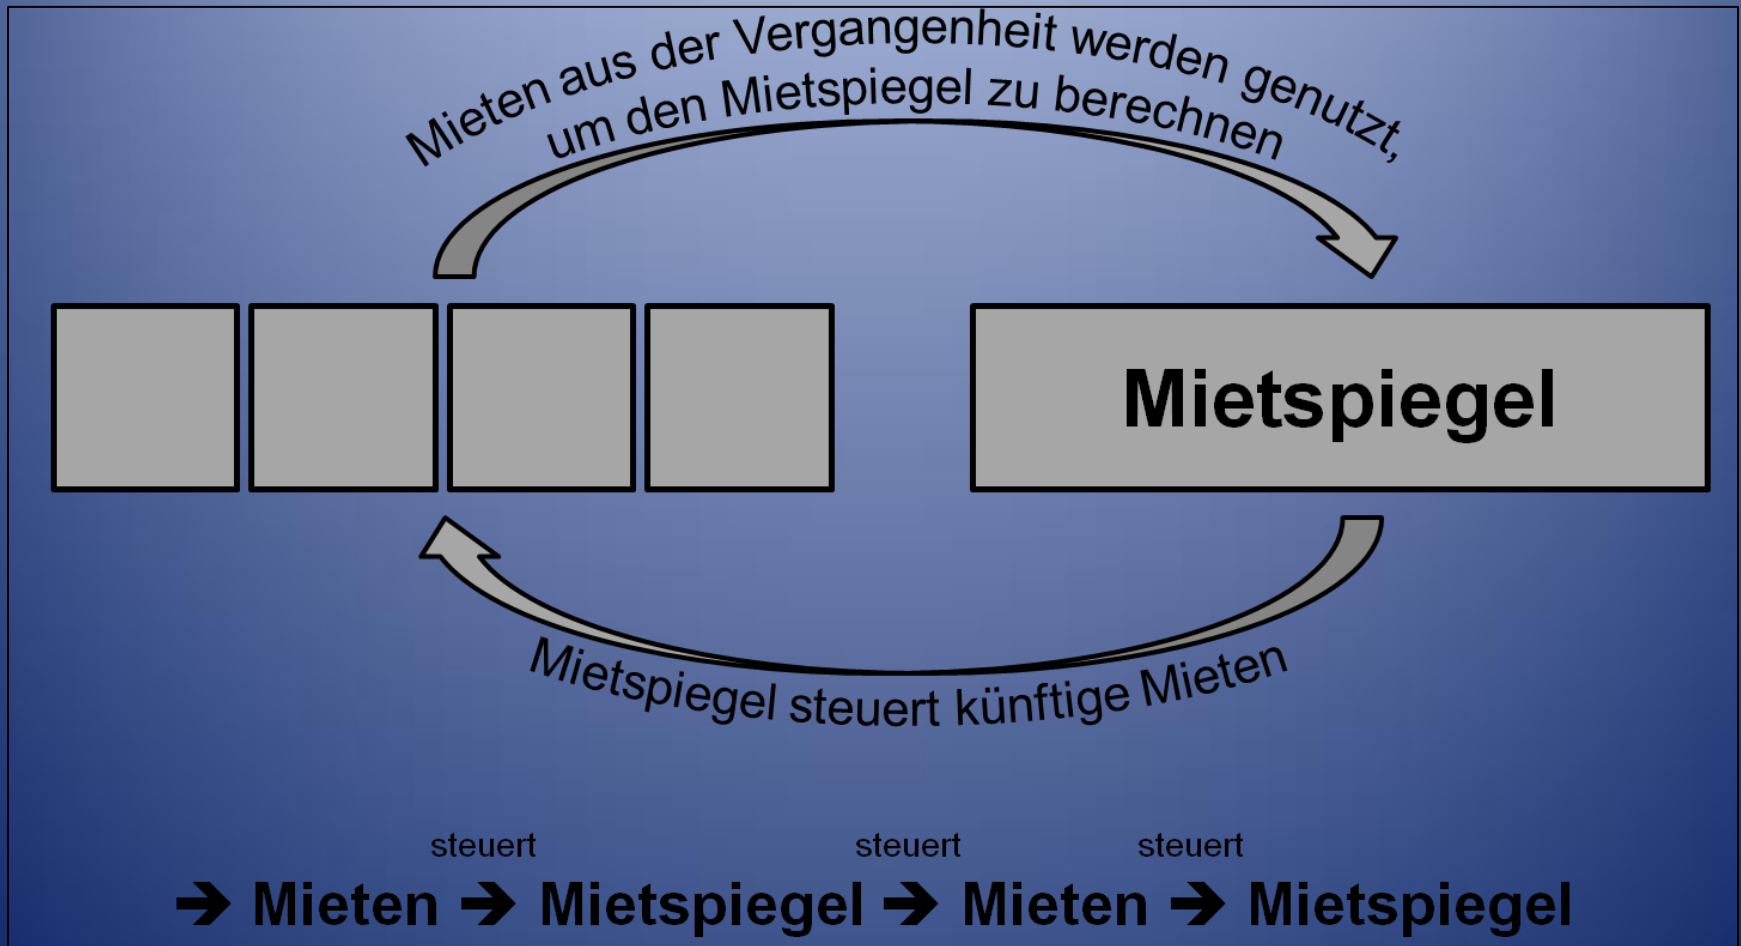 Mieten aus der Vergangenheit werden genutzt,
um den Mietspiegel zu berechnen
Mietspiegel
Mietspiegel steuert künftige Mieten
steuert steuert steuert
➔ Mieten ➔ Mietspiegel ➔ Mieten ➔ Mietspiegel